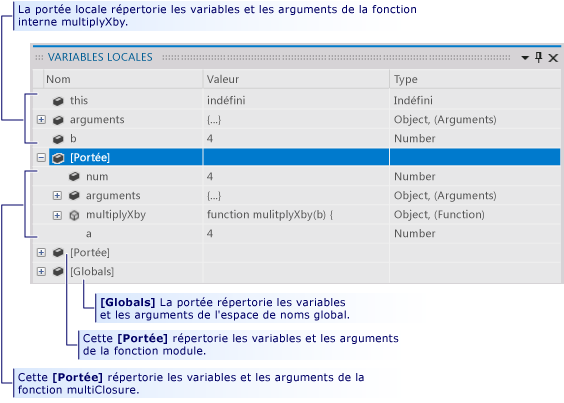 La portée locale répertorie les variables et les arguments de la fonction
interne multiplyXby.
VARIABLES LOCALES
Nom Valeur Type
this indéfini Indéfini
arguments {...} Object, (Arguments)
b 4 Number
[Portée]
num 4 Number
arguments {...} Object, (Arguments)
multiplyXby function mulitplyXby(b) { Object, (Function)
a 4 Number
[Portée]
[Globals]
[Globals] La portée répertorie les variables
et les arguments de l'espace de noms global.
Cette [Portée] répertorie les variables et les arguments
de la fonction module.
Cette [Portée] répertorie les variables et les arguments de la
fonction multiClosure.